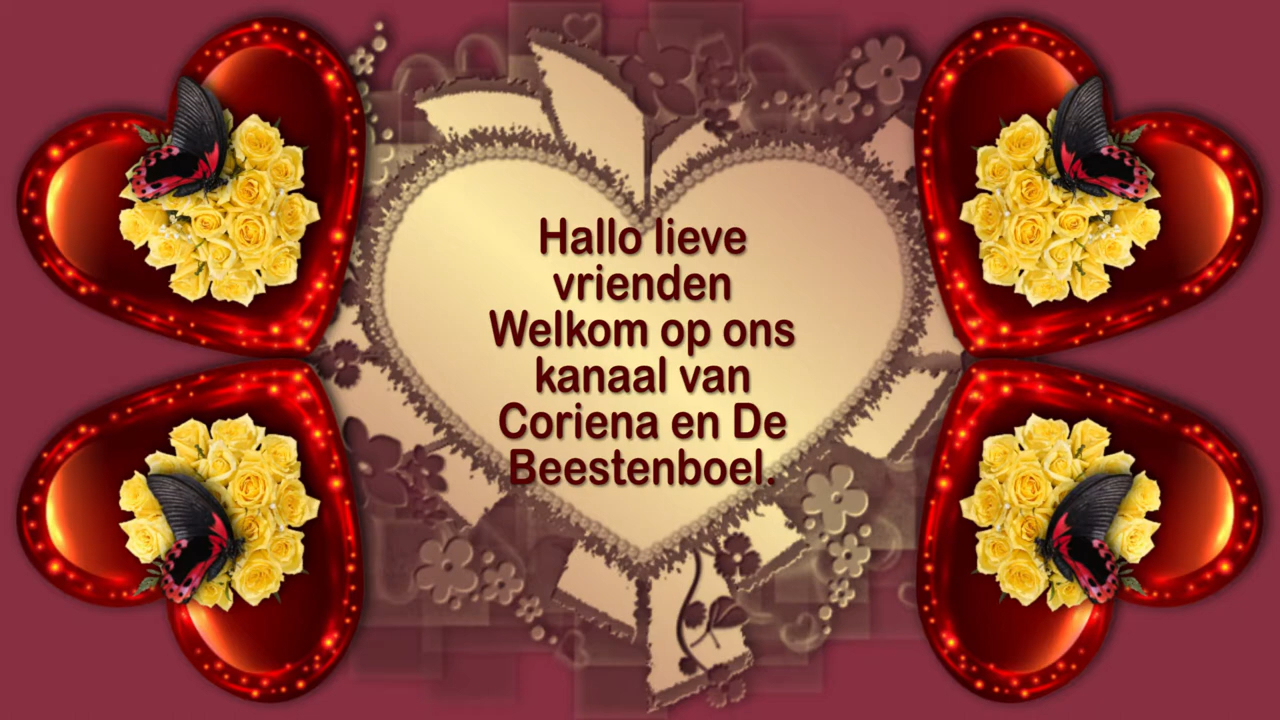 Hallo lieve
vrienden
Welkom op ons
kanaal van
Coriena en De
Beestenboel.